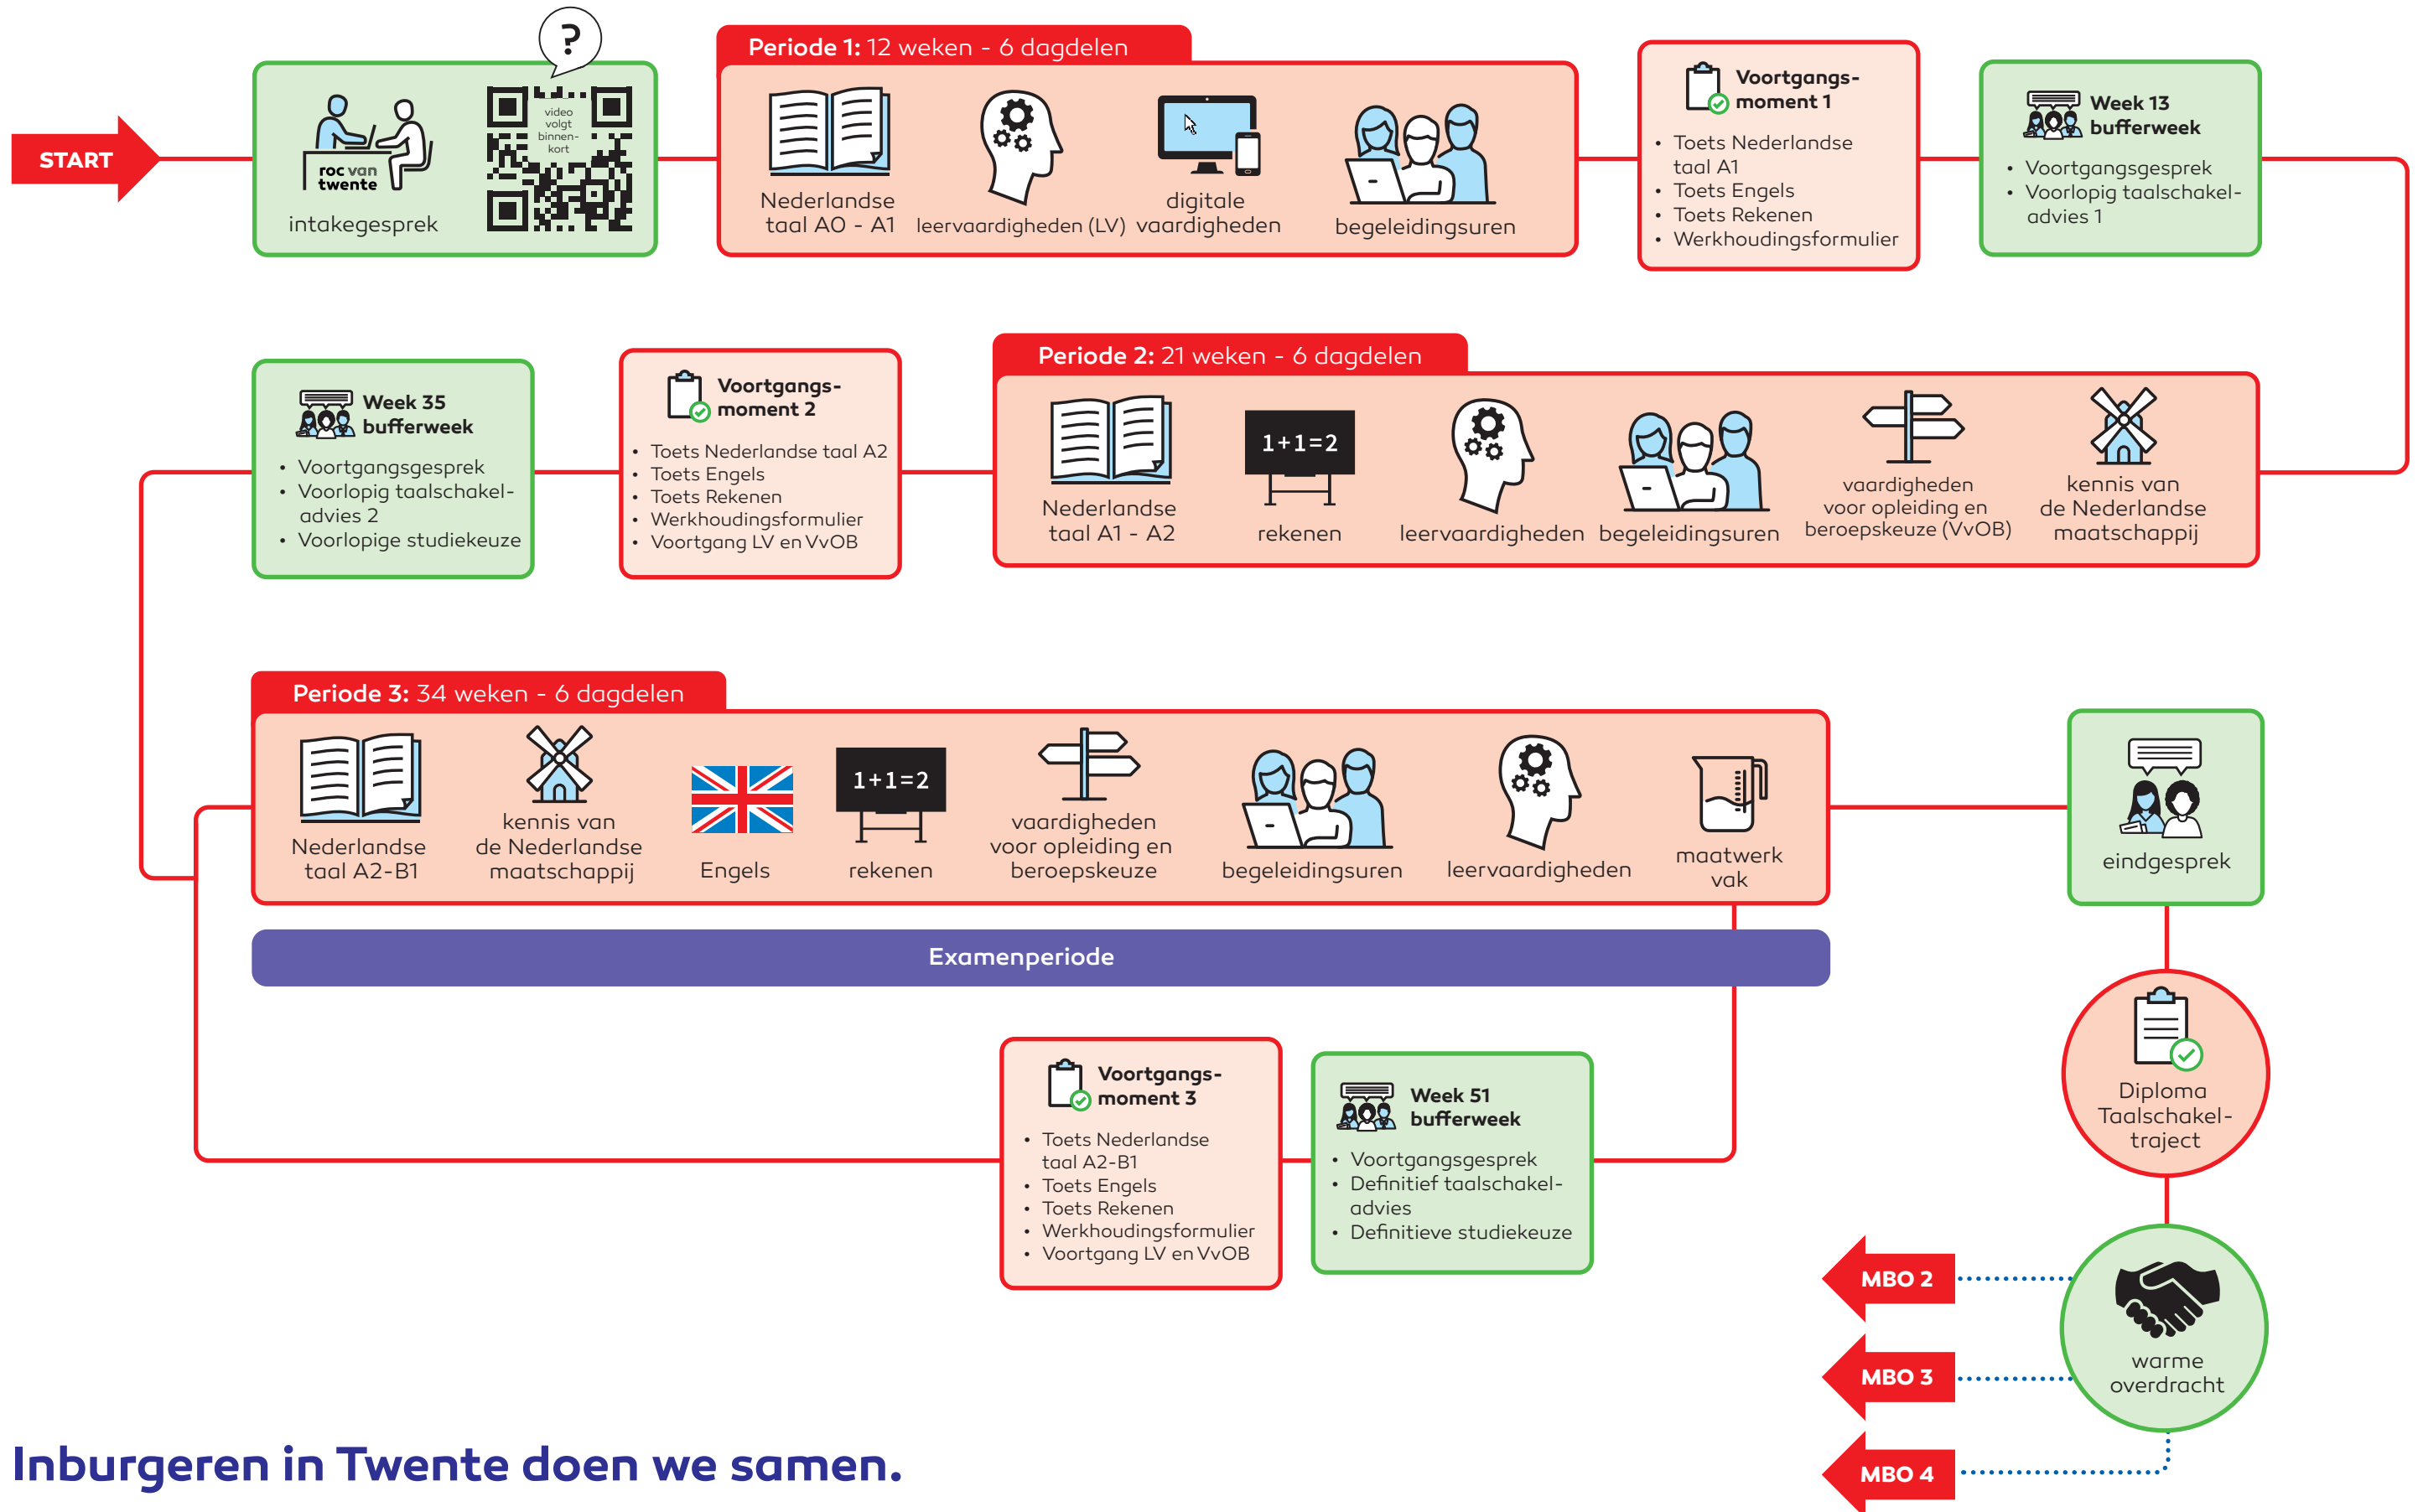 START
?
roc van
twente
intakegesprek
video
volgt
binnen-
kort
Periode 1: 12 weken - 6 dagdelen
Nederlandse
taal A0 - A1
leervaardigheden (LV)
digitale
vaardigheden
begeleidingsuren
Voortgangs-
moment 1
• Toets Nederlandse
taal A1
• Toets Engels
• Toets Rekenen
• Werkhoudingsformulier
Week 13
bufferweek
• Voortgangsgesprek
• Voorlopig taalschakel-
advies 1
Periode 2: 21 weken - 6 dagdelen
Nederlandse
taal A1 - A2
1+1=2
rekenen
leervaardigheden
begeleidingsuren
vaardigheden
voor opleiding en
beroepskeuze (VvOB)
kennis van
de Nederlandse
maatschappij
Voortgangs-
moment 2
• Toets Nederlandse taal A2
• Toets Engels
• Toets Rekenen
• Werkhoudingsformulier
• Voortgang LV en VvOB
Week 35
bufferweek
• Voortgangsgesprek
• Voorlopig taalschakel-
advies 2
• Voorlopige studiekeuze
Periode 3: 34 weken - 6 dagdelen
Nederlandse
taal A2-B1
kennis van
de Nederlandse
maatschappij
Engels
1+1=2
rekenen
vaardigheden
voor opleiding en
beroepskeuze
begeleidingsuren
leervaardigheden
maatwerk
vak
Examenperiode
Voortgangs-
moment 3
• Toets Nederlandse
taal A2-B1
• Toets Engels
• Toets Rekenen
• Werkhoudingsformulier
• Voortgang LV en VvOB
Week 51
bufferweek
• Voortgangsgesprek
• Definitief taalschakel-
advies
• Definitieve studiekeuze
eindgesprek
Diploma
Taalschakel-
traject
warme
overdracht
MBO 2
MBO 3
MBO 4
Inburgeren in Twente doen we samen.